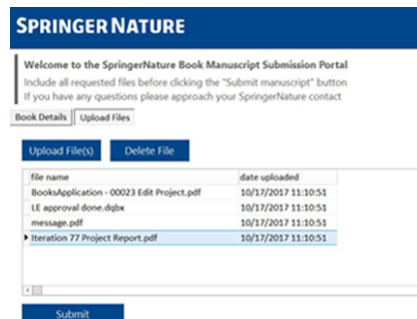 SPRINGER NATURE
Welcome to the SpringerNature Book Manuscript Submission Portal
Include all requested files before clicking the "Submit manuscript" button
If you have any questions please approach your SpringerNature contact
Book Details Upload Files
Upload File(s) Delete File
file name date uploaded
BooksApplication - 00023 Edit Project.pdf 10/17/2017 11:10:51
LE approval done.dqbx 10/17/2017 11:10:51
message.pdf 10/17/2017 11:10:51
Iteration 77 Project Report.pdf 10/17/2017 11:10:51
Submit